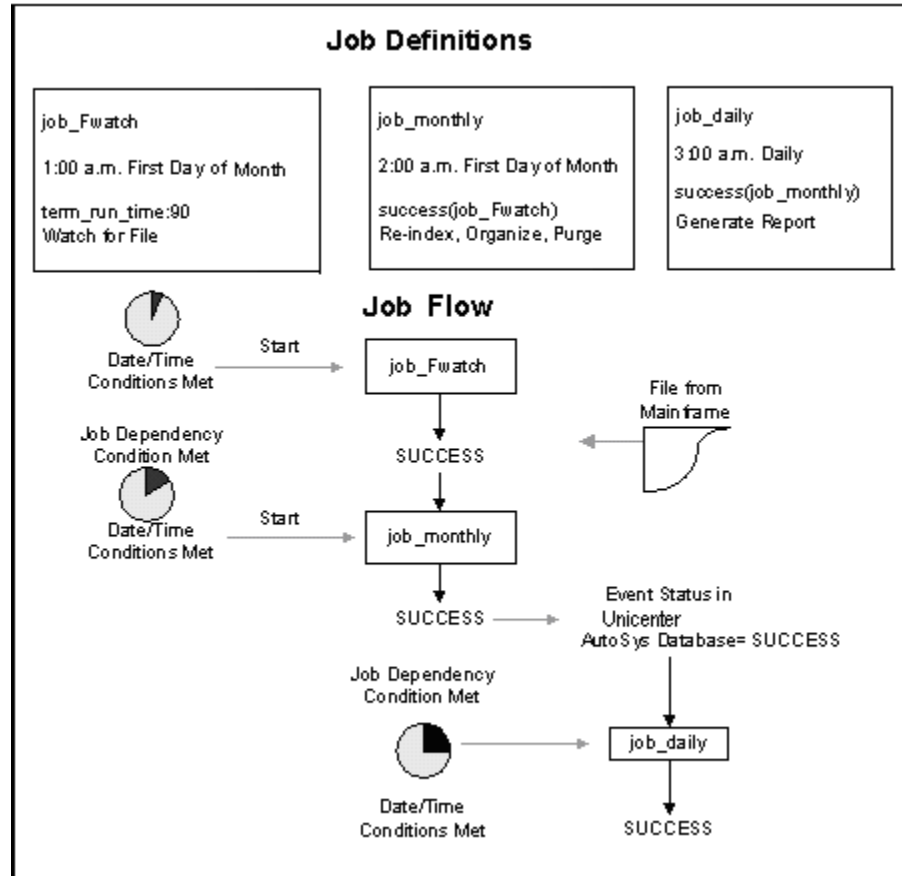 Job Definitions
job_Fwatch
1:00 a.m. First Day of Month
term_run_time:90
Watch for File
job_monthly
2:00 a.m. First Day of Month
success(job_Fwatch)
Re-index, Organize, Purge
job_daily
3:00 a.m. Daily
success(job_monthly)
Generate Report
Job Flow
Date/Time
Conditions Met
Start
job_Fwatch
File from
Mainframe
SUCCESS
Job Dependency
Condition Met
Date/Time
Conditions Met
Start
job_monthly
SUCCESS
Event Status in
Unicenter
AutoSys Database= SUCCESS
Job Dependency
Condition Met
job_daily
Date/Time
Conditions Met
SUCCESS